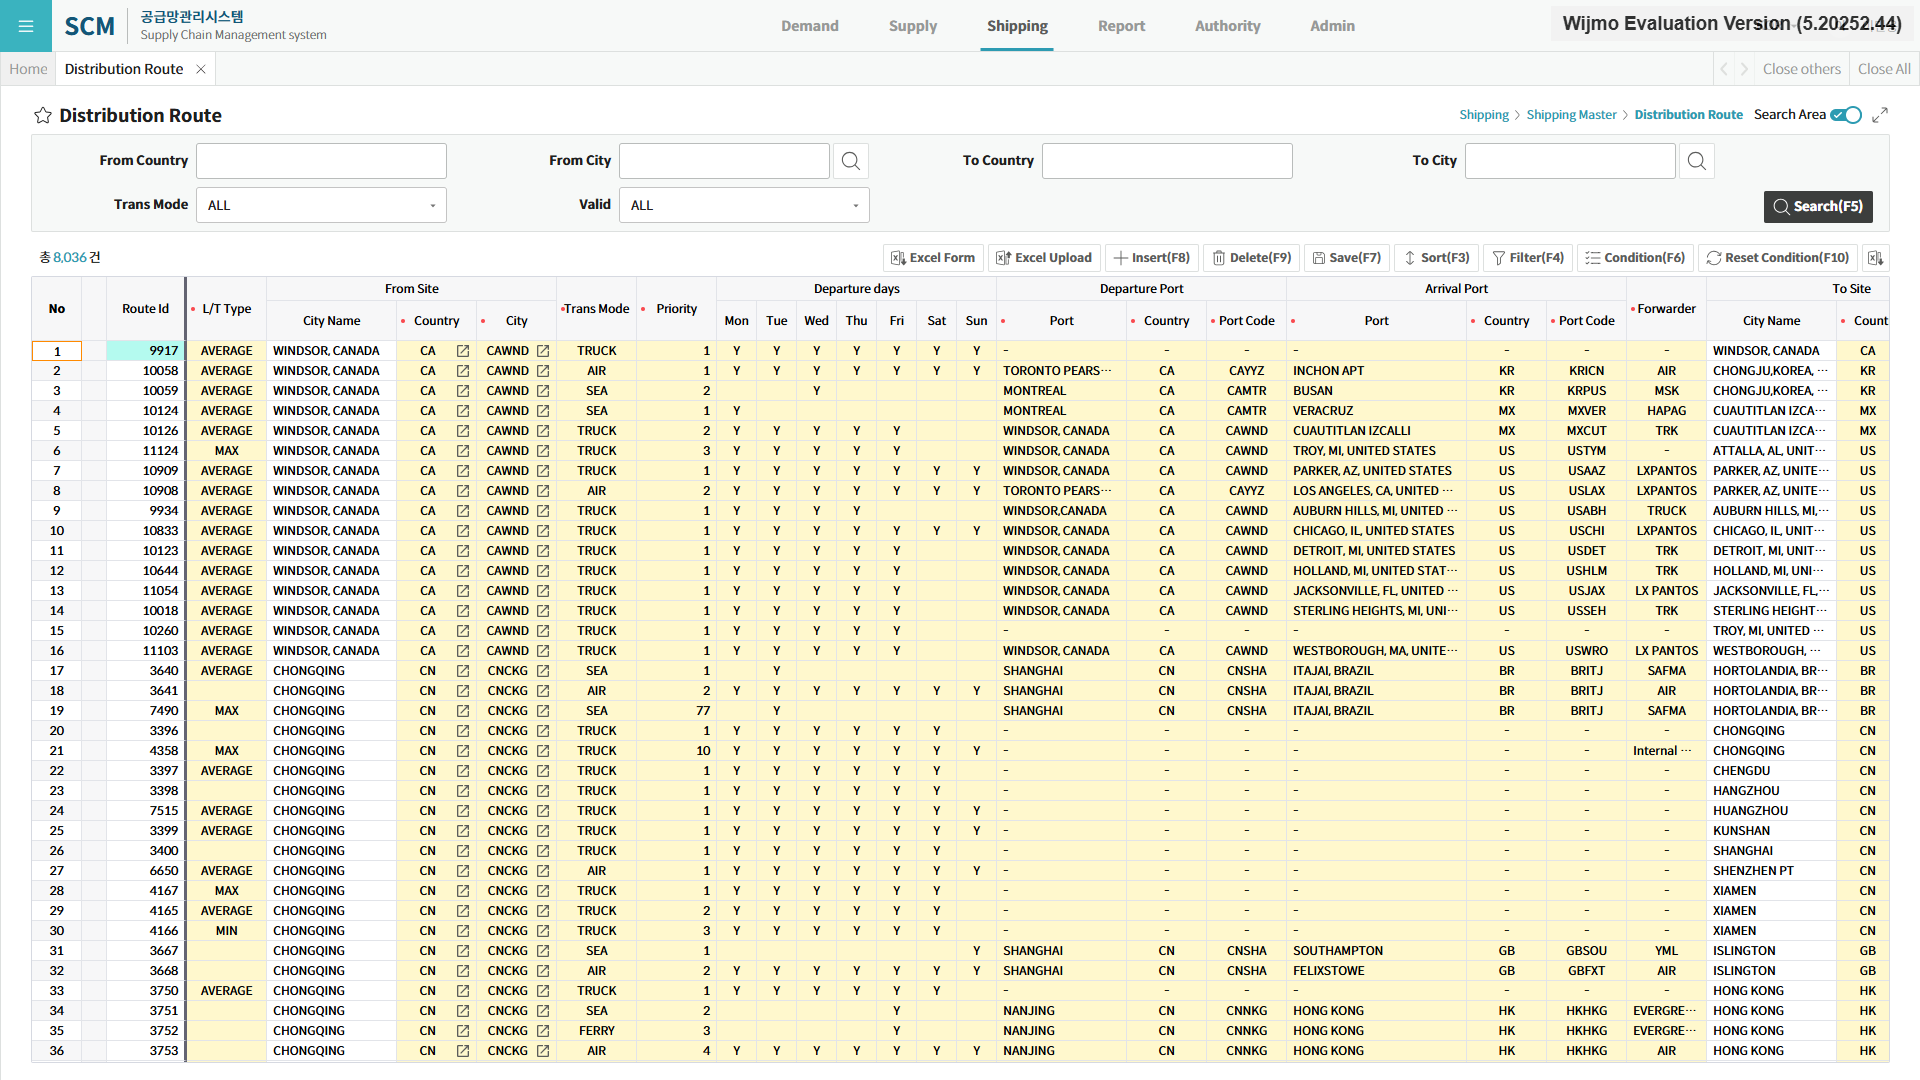 SCM 공급망관리시스템 Supply Chain Management system
Demand Supply Shipping Report Authority Admin
Wijmo Evaluation Version (5.20252.44)
Home Distribution Route Close others Close All
Distribution Route
Shipping > Shipping Master > Distribution Route Search Area
From Country From City To Country To City
Trans Mode ALL Valid ALL Search(F5)
총 8,036 건
Excel Form Excel Upload Insert(F8) Delete(F9) Save(F7) Sort(F3) Filter(F4) Condition(F6) Reset Condition(F10)
No Route Id L/T Type From Site Trans Mode Priority Departure days Departure Port Arrival Port Forwarder To Site
City Name Country City Mon Tue Wed Thu Fri Sat Sun Port Country Port Code Port Country Port Code City Name Count
1 9917 AVERAGE WINDSOR, CANADA CA CAWND TRUCK 1 Y Y Y Y Y Y Y - - - - - - - WINDSOR, CANADA CA
2 10058 AVERAGE WINDSOR, CANADA CA CAWND AIR 1 Y Y Y Y Y Y Y TORONTO PEARS··· CA CAYYZ INCHON APT KR KRICN AIR CHONGJU,KOREA, ··· KR
3 10059 AVERAGE WINDSOR, CANADA CA CAWND SEA 2 Y MONTREAL CA CAMTR BUSAN KR KRPUS MSK CHONGJU,KOREA, ··· KR
4 10124 AVERAGE WINDSOR, CANADA CA CAWND SEA 1 Y MONTREAL CA CAMTR VERACRUZ MX MXVER HAPAG CUAUTITLAN IZCA··· MX
5 10126 AVERAGE WINDSOR, CANADA CA CAWND TRUCK 2 Y Y Y Y Y WINDSOR, CANADA CA CAWND CUAUTITLAN IZCALLI MX MXCUT TRK CUAUTITLAN IZCA··· MX
6 11124 MAX WINDSOR, CANADA CA CAWND TRUCK 3 Y Y Y Y Y WINDSOR, CANADA CA CAWND TROY, MI, UNITED STATES US USTYM - ATTALLA, AL, UNIT··· US
7 10909 AVERAGE WINDSOR, CANADA CA CAWND TRUCK 1 Y Y Y Y Y Y Y WINDSOR, CANADA CA CAWND PARKER, AZ, UNITED STATES US USAAZ LXPANTOS PARKER, AZ, UNITE··· US
8 10908 AVERAGE WINDSOR, CANADA CA CAWND AIR 2 Y Y Y Y Y Y Y TORONTO PEARS··· CA CAYYZ LOS ANGELES, CA, UNITED ··· US USLAX LXPANTOS PARKER, AZ, UNITE··· US
9 9934 AVERAGE WINDSOR, CANADA CA CAWND TRUCK 1 Y Y Y Y WINDSOR,CANADA CA CAWND AUBURN HILLS, MI, UNITED ··· US USABH TRUCK AUBURN HILLS, MI,··· US
10 10833 AVERAGE WINDSOR, CANADA CA CAWND TRUCK 1 Y Y Y Y Y Y Y WINDSOR, CANADA CA CAWND CHICAGO, IL, UNITED STATES US USCHI LXPANTOS CHICAGO, IL, UNIT··· US
11 10123 AVERAGE WINDSOR, CANADA CA CAWND TRUCK 1 Y Y Y Y Y WINDSOR, CANADA CA CAWND DETROIT, MI, UNITED STATES US USDET TRK DETROIT, MI, UNIT··· US
12 10644 AVERAGE WINDSOR, CANADA CA CAWND TRUCK 1 Y Y Y Y Y WINDSOR, CANADA CA CAWND HOLLAND, MI, UNITED STAT··· US USHLM TRK HOLLAND, MI, UNI··· US
13 11054 AVERAGE WINDSOR, CANADA CA CAWND TRUCK 1 Y Y Y Y Y WINDSOR, CANADA CA CAWND JACKSONVILLE, FL, UNITED ··· US USJAX LX PANTOS JACKSONVILLE, FL,··· US
14 10018 AVERAGE WINDSOR, CANADA CA CAWND TRUCK 1 Y Y Y Y Y WINDSOR, CANADA CA CAWND STERLING HEIGHTS, MI, UNI··· US USSEH TRK STERLING HEIGHT··· US
15 10260 AVERAGE WINDSOR, CANADA CA CAWND TRUCK 1 Y Y Y Y Y - - - - - - - TROY, MI, UNITED ··· US
16 11103 AVERAGE WINDSOR, CANADA CA CAWND TRUCK 1 Y Y Y Y Y WINDSOR, CANADA CA CAWND WESTBOROUGH, MA, UNITE··· US USWRO LX PANTOS WESTBOROUGH, ··· US
17 3640 AVERAGE CHONGQING CN CNCKG SEA 1 Y SHANGHAI CN CNSHA ITAJAI, BRAZIL BR BRITJ SAFMA HORTOLANDIA, BR··· BR
18 3641 CHONGQING CN CNCKG AIR 2 Y Y Y Y Y Y Y SHANGHAI CN CNSHA ITAJAI, BRAZIL BR BRITJ AIR HORTOLANDIA, BR··· BR
19 7490 MAX CHONGQING CN CNCKG SEA 77 Y SHANGHAI CN CNSHA ITAJAI, BRAZIL BR BRITJ SAFMA HORTOLANDIA, BR··· BR
20 3396 CHONGQING CN CNCKG TRUCK 1 Y Y Y Y Y Y - - - - - - - CHONGQING CN
21 4358 MAX CHONGQING CN CNCKG TRUCK 10 Y Y Y Y Y Y Y - - - - - - Internal ··· CHONGQING CN
22 3397 AVERAGE CHONGQING CN CNCKG TRUCK 1 Y Y Y Y Y Y - - - - - - - CHENGDU CN
23 3398 CHONGQING CN CNCKG TRUCK 1 Y Y Y Y Y Y - - - - - - - HANGZHOU CN
24 7515 AVERAGE CHONGQING CN CNCKG TRUCK 1 Y Y Y Y Y Y Y - - - - - - - HUANGZHOU CN
25 3399 AVERAGE CHONGQING CN CNCKG TRUCK 1 Y Y Y Y Y Y Y - - - - - - - KUNSHAN CN
26 3400 CHONGQING CN CNCKG TRUCK 1 Y Y Y Y Y Y - - - - - - - SHANGHAI CN
27 6650 AVERAGE CHONGQING CN CNCKG AIR 1 Y Y Y Y Y Y Y - - - - - - - SHENZHEN PT CN
28 4167 MAX CHONGQING CN CNCKG TRUCK 1 Y Y Y Y Y Y - - - - - - - XIAMEN CN
29 4165 AVERAGE CHONGQING CN CNCKG TRUCK 2 Y Y Y Y Y Y - - - - - - - XIAMEN CN
30 4166 MIN CHONGQING CN CNCKG TRUCK 3 Y Y Y Y Y Y - - - - - - - XIAMEN CN
31 3667 CHONGQING CN CNCKG SEA 1 Y SHANGHAI CN CNSHA SOUTHAMPTON GB GBSOU YML ISLINGTON GB
32 3668 CHONGQING CN CNCKG AIR 2 Y Y Y Y Y Y Y SHANGHAI CN CNSHA FELIXSTOWE GB GBFXT AIR ISLINGTON GB
33 3750 AVERAGE CHONGQING CN CNCKG TRUCK 1 Y Y Y Y Y Y - - - - - - - HONG KONG HK
34 3751 CHONGQING CN CNCKG SEA 2 Y NANJING CN CNNKG HONG KONG HK HKHKG EVERGRE··· HONG KONG HK
35 3752 CHONGQING CN CNCKG FERRY 3 Y NANJING CN CNNKG HONG KONG HK HKHKG EVERGRE··· HONG KONG HK
36 3753 CHONGQING CN CNCKG AIR 4 Y Y Y Y Y Y Y NANJING CN CNNKG HONG KONG HK HKHKG AIR HONG KONG HK